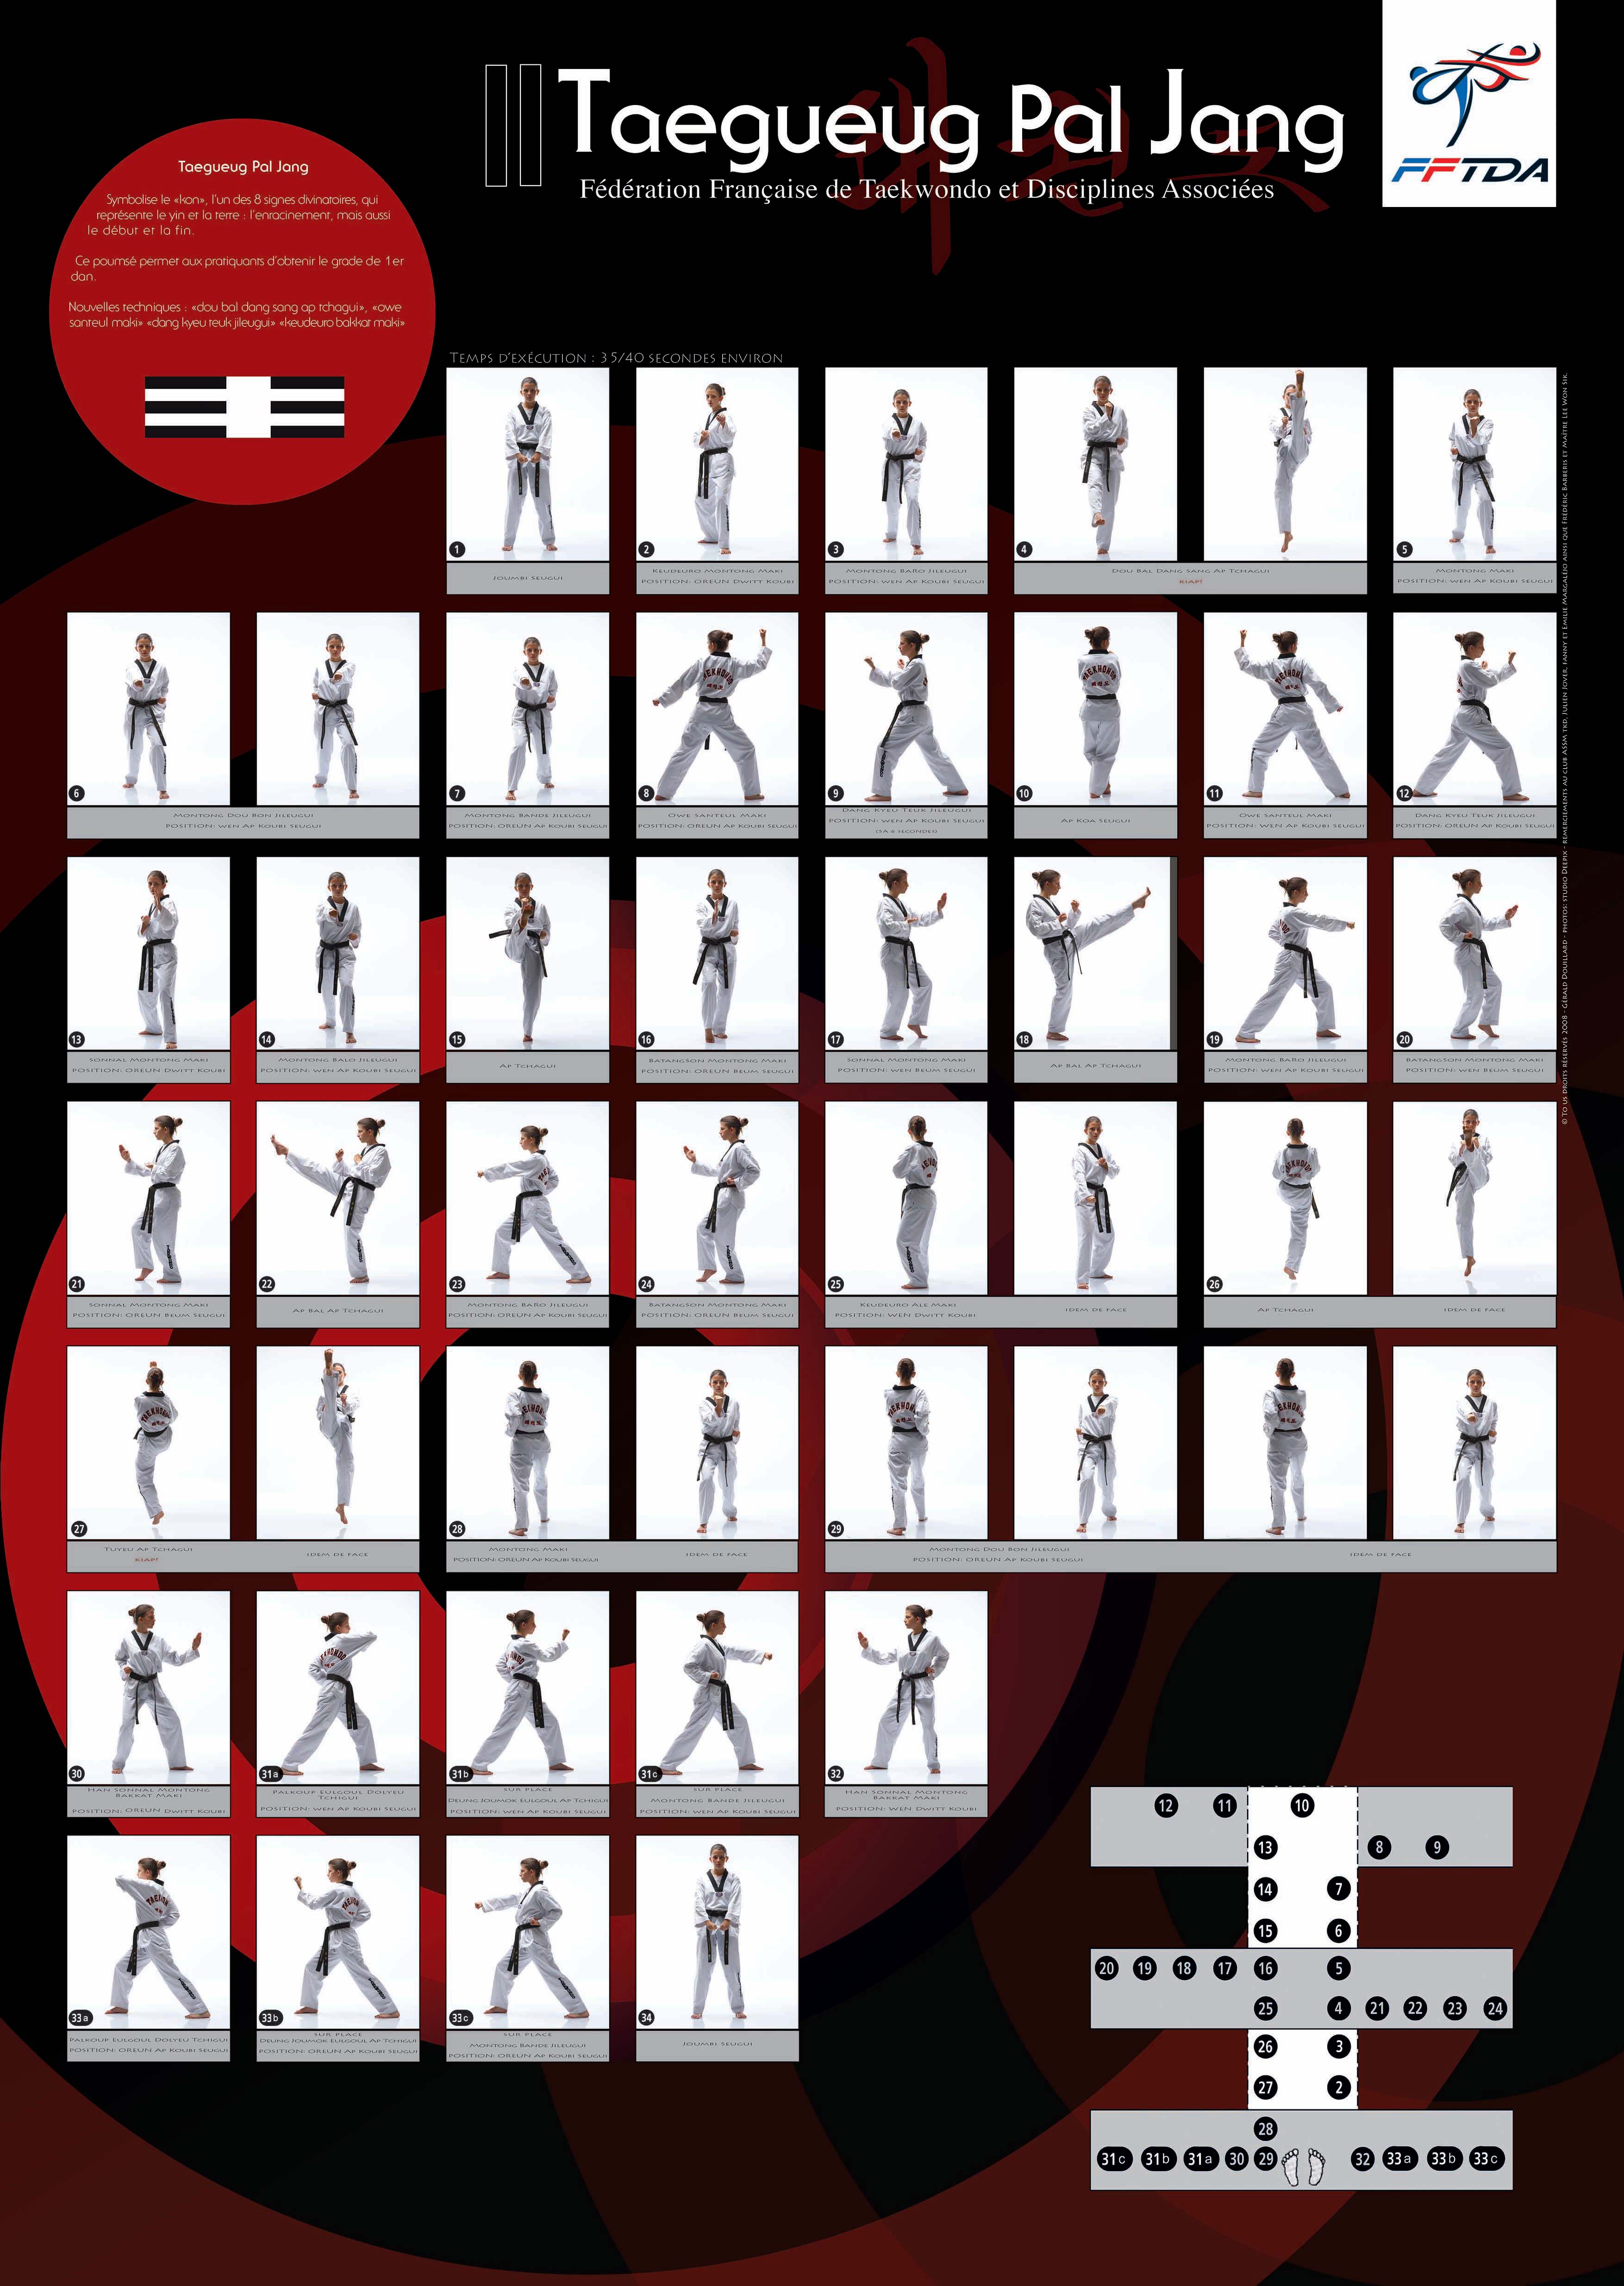 Taegueug Pal Jang
Fédération Française de Taekwondo et Disciplines Associées
FFTDA
Taegueug Pal Jang
Symbolise le «kon», l'un des 8 signes divinatoires, qui
représente le yin et la terre : l'enracinement, mais aussi
le début et la fin.
Ce poumsé permet aux pratiquants d'obtenir le grade de 1er
dan.
Nouvelles techniques : «dou bal dang sang ap tchagui», «owe
santeul maki» «dang kyeu teuk jileugui» «keudeuro bakkat maki»
Temps d'exécution : 35/40 secondes environ
1
Joumbi Seugui
2
Keudeuro Montong Maki
Position: Oreun Dwitt Koubi
3
Montong Baro Jileugui
Position: wen Ap Koubi Seugui
4
Dou Bal Dang Sang Ap Tchagui
KIAP!
5
Montong Maki
Position: wen Ap Koubi Seugui
6
Montong Dou Bon Jileugui
Position: wen Ap Koubi Seugui
7
Montong Bande Jileugui
Position: Oreun Ap Koubi Seugui
8
Owe Santeul Maki
Position: Oreun Ap Koubi Seugui
9
Dang Kyeu Teuk Jileugui
Position: wen Ap Koubi Seugui
(5 à 6 secondes)
10
Ap Koa Seugui
11
Owe Santeul Maki
Position: wen Ap Koubi Seugui
12
Dang Kyeu Teuk Jileugui
Position: Oreun Ap Koubi Seugui
13
Sonnal Montong Maki
Position: Oreun Dwitt Koubi
14
Montong Balo Jileugui
Position: wen Ap Koubi Seugui
15
Ap Tchagui
16
Batangson Montong Maki
Position: Oreun Beum Seugui
17
Sonnal Montong Maki
Position: wen Beum Seugui
18
Ap Bal Ap Tchagui
19
Montong Baro Jileugui
Position: wen Ap Koubi Seugui
20
Batangson Montong Maki
Position: wen Beum Seugui
21
Sonnal Montong Maki
Position: Oreun Beum Seugui
22
Ap Bal Ap Tchagui
23
Montong Baro Jileugui
Position: Oreun Ap Koubi Seugui
24
Batangson Montong Maki
Position: Oreun Beum Seugui
25
Keudeuro Ale Maki
Position: wen Dwitt Koubi
Idem de face
26
Ap Tchagui
Idem de face
27
Tuyeu Ap Tchagui
KIAP!
Idem de face
28
Montong Maki
Position: Oreun Ap Koubi Seugui
Idem de face
29
Montong Dou Bon Jileugui
Position: Oreun Ap Koubi Seugui
Idem de face
30
Han Sonnal Montong
Bakkat Maki
Position: Oreun Dwitt Koubi
31a
Palkoup Eulgoul Dolyeu
Tchigui
Position: wen Ap Koubi Seugui
31b
Sur place
Deung Joumok Eulgoul Ap Tchigui
Position: wen Ap Koubi Seugui
31c
Sur place
Montong Bande Jileugui
Position: wen Ap Koubi Seugui
32
Han Sonnal Montong
Bakkat Maki
Position: wen Dwitt Koubi
33a
Palkoup Eulgoul Dolyeu Tchigui
Position: Oreun Ap Koubi Seugui
33b
Sur place
Deung Joumok Eulgoul Ap Tchigui
Position: Oreun Ap Koubi Seugui
33c
Sur place
Montong Bande Jileugui
Position: Oreun Ap Koubi Seugui
34
Joumbi Seugui
12 11 10
13 8 9
14 7
15 6
20 19 18 17 16 5
25 4 21 22 23 24
26 3
27 2
28
31c 31b 31a 30 29 32 33a 33b 33c
© To us droits réservés 2008 - Gérald Douillard - Photos: studio Deepix - remerciements au club ASSM TKD, Julien Jover, Fanny et Emilie Margaléjo ainsi que Frédéric Barberis et Maître Lee Won Sik.